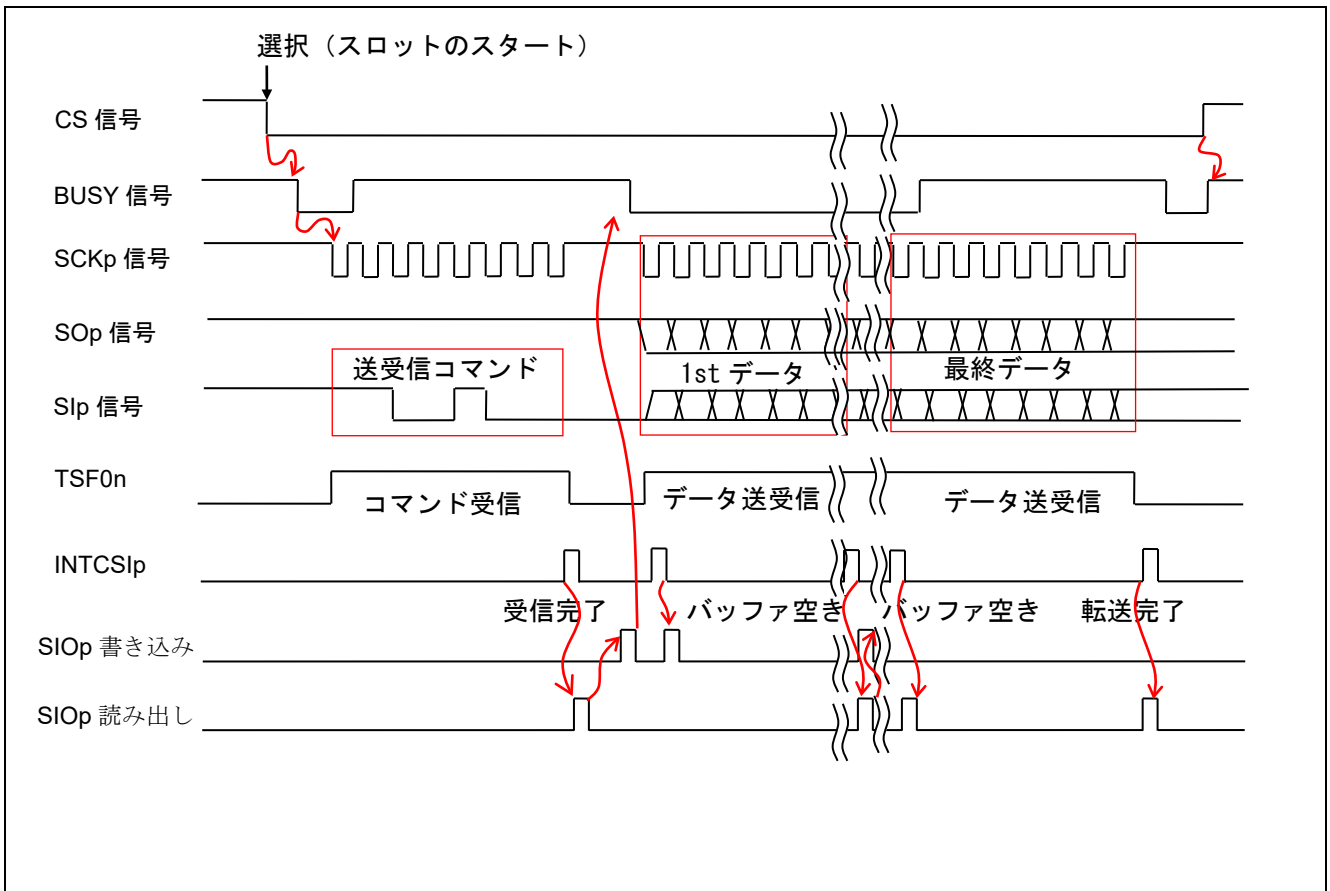 選択（スロットのスタート）
CS 信号
BUSY 信号
SCKp 信号
SOp 信号
送受信コマンド
1st データ
最終データ
SIp 信号
TSF0n
コマンド受信
データ送受信
データ送受信
INTCSIp
受信完了
バッファ空き
バッファ空き
転送完了
SIOp 書き込み
SIOp 読み出し